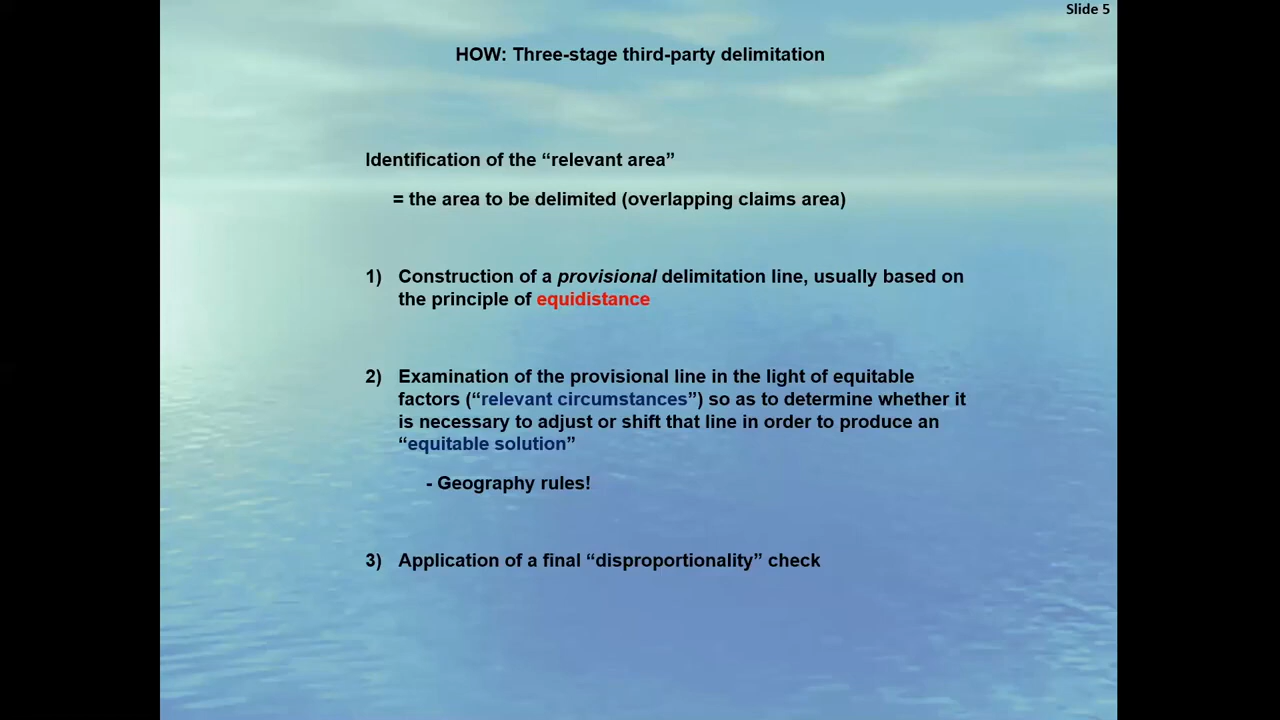 Slide 5
HOW: Three-stage third-party delimitation
Identification of the “relevant area”
= the area to be delimited (overlapping claims area)
1) Construction of a provisional delimitation line, usually based on
the principle of equidistance
2) Examination of the provisional line in the light of equitable
factors (“relevant circumstances”) so as to determine whether it
is necessary to adjust or shift that line in order to produce an
“equitable solution”
- Geography rules!
3) Application of a final “disproportionality” check